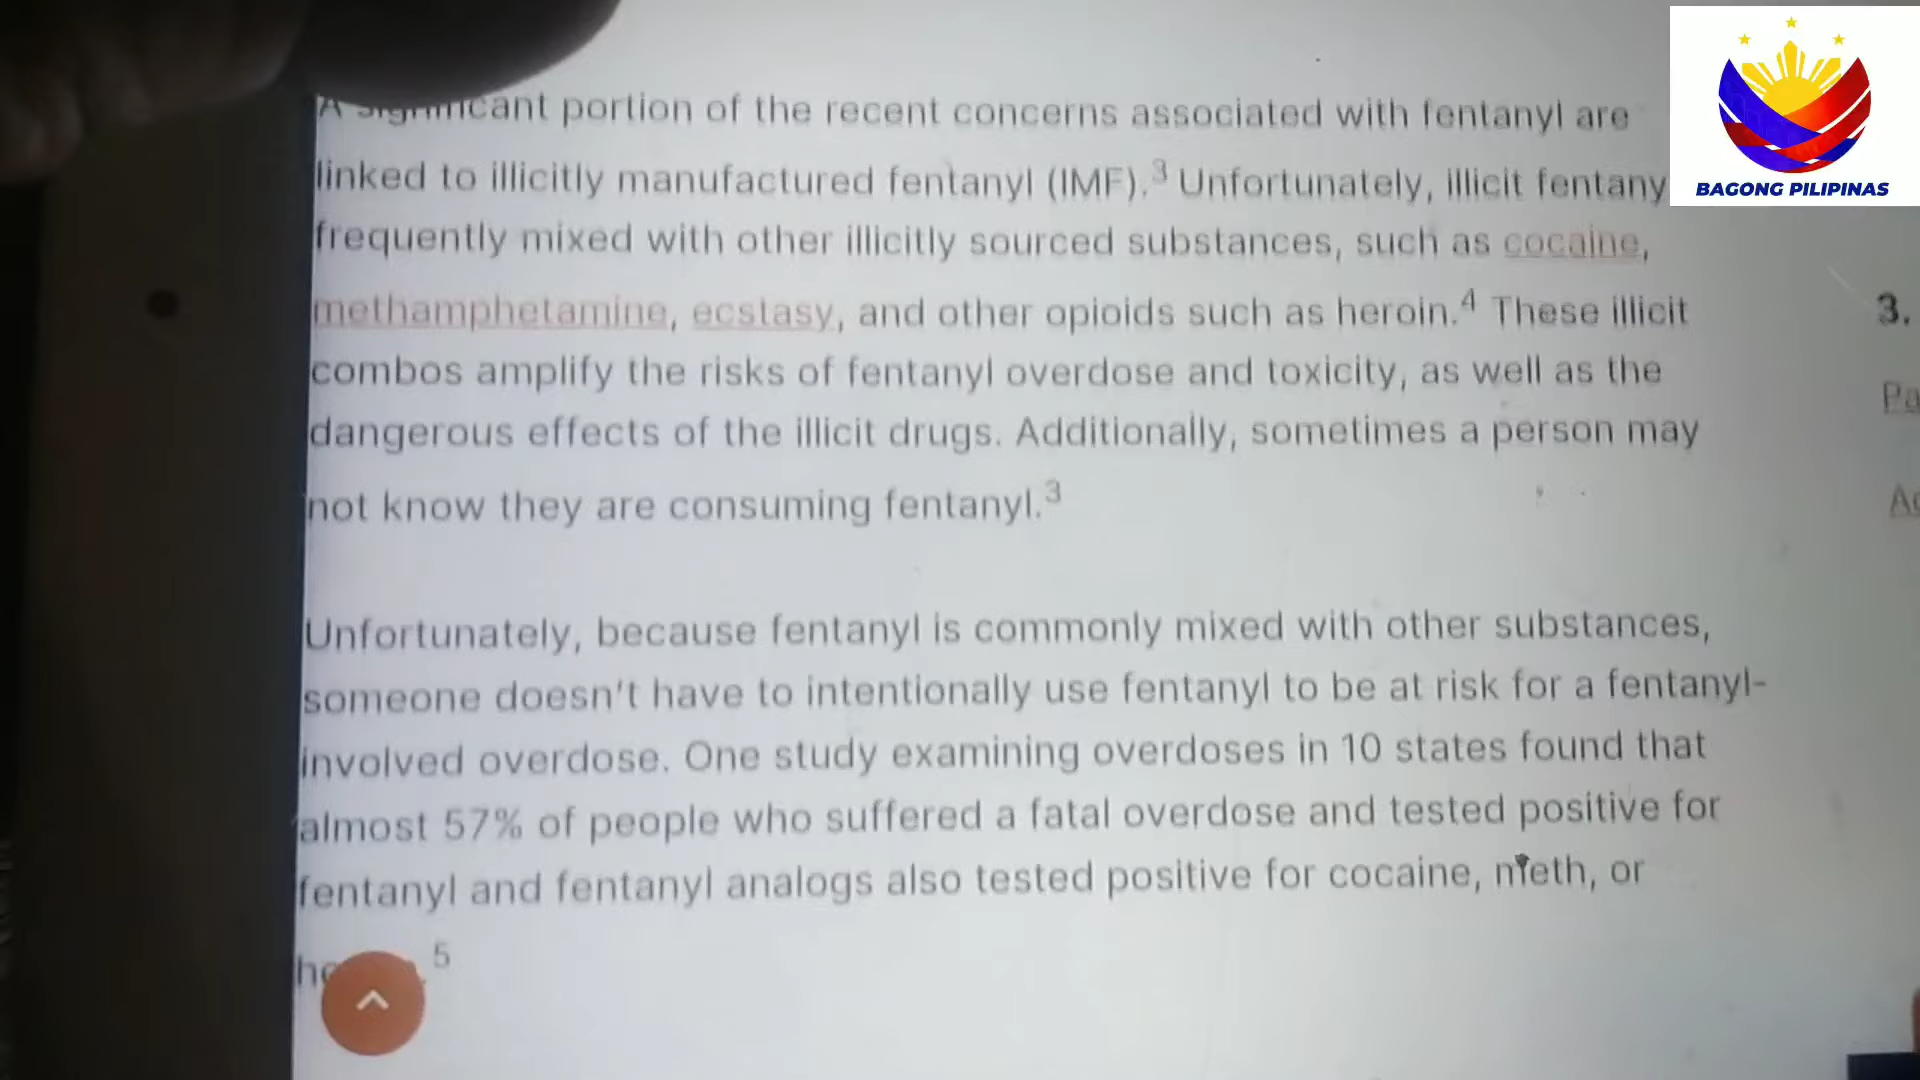 A significant portion of the recent concerns associated with fentanyl are
linked to illicitly manufactured fentanyl (IMF).3 Unfortunately, illicit fentany
frequently mixed with other illicitly sourced substances, such as cocaine,
methamphetamine, ecstasy, and other opioids such as heroin.4 These illicit
combos amplify the risks of fentanyl overdose and toxicity, as well as the
dangerous effects of the illicit drugs. Additionally, sometimes a person may
not know they are consuming fentanyl.3
Unfortunately, because fentanyl is commonly mixed with other substances,
someone doesn't have to intentionally use fentanyl to be at risk for a fentanyl-
involved overdose. One study examining overdoses in 10 states found that
almost 57% of people who suffered a fatal overdose and tested positive for
fentanyl and fentanyl analogs also tested positive for cocaine, meth, or
5
BAGONG PILIPINAS
3.
Pa